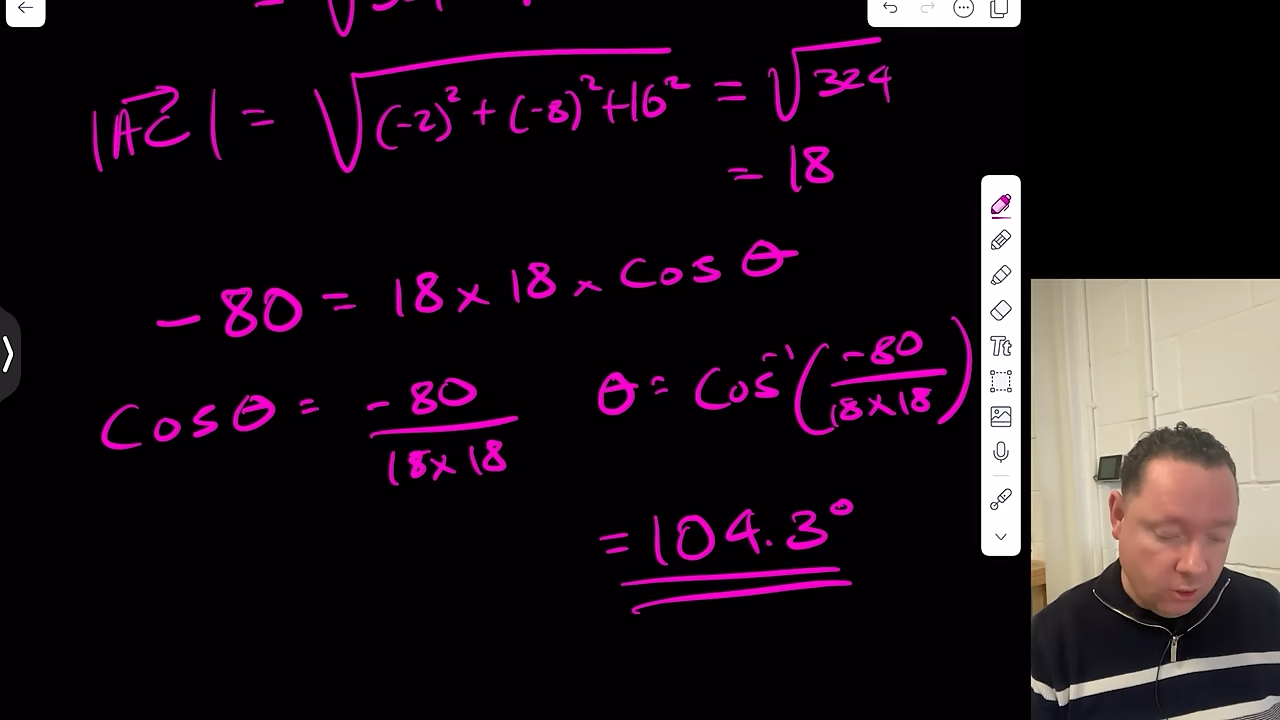 |AC⃗| = √((-2)² + (-8)² + 16²) = √324
= 18
-80 = 18 × 18 × cos θ
cos θ = -80 / 18 × 18
θ = cos⁻¹(-80 / 18 × 18)
= 104.3°
Tt